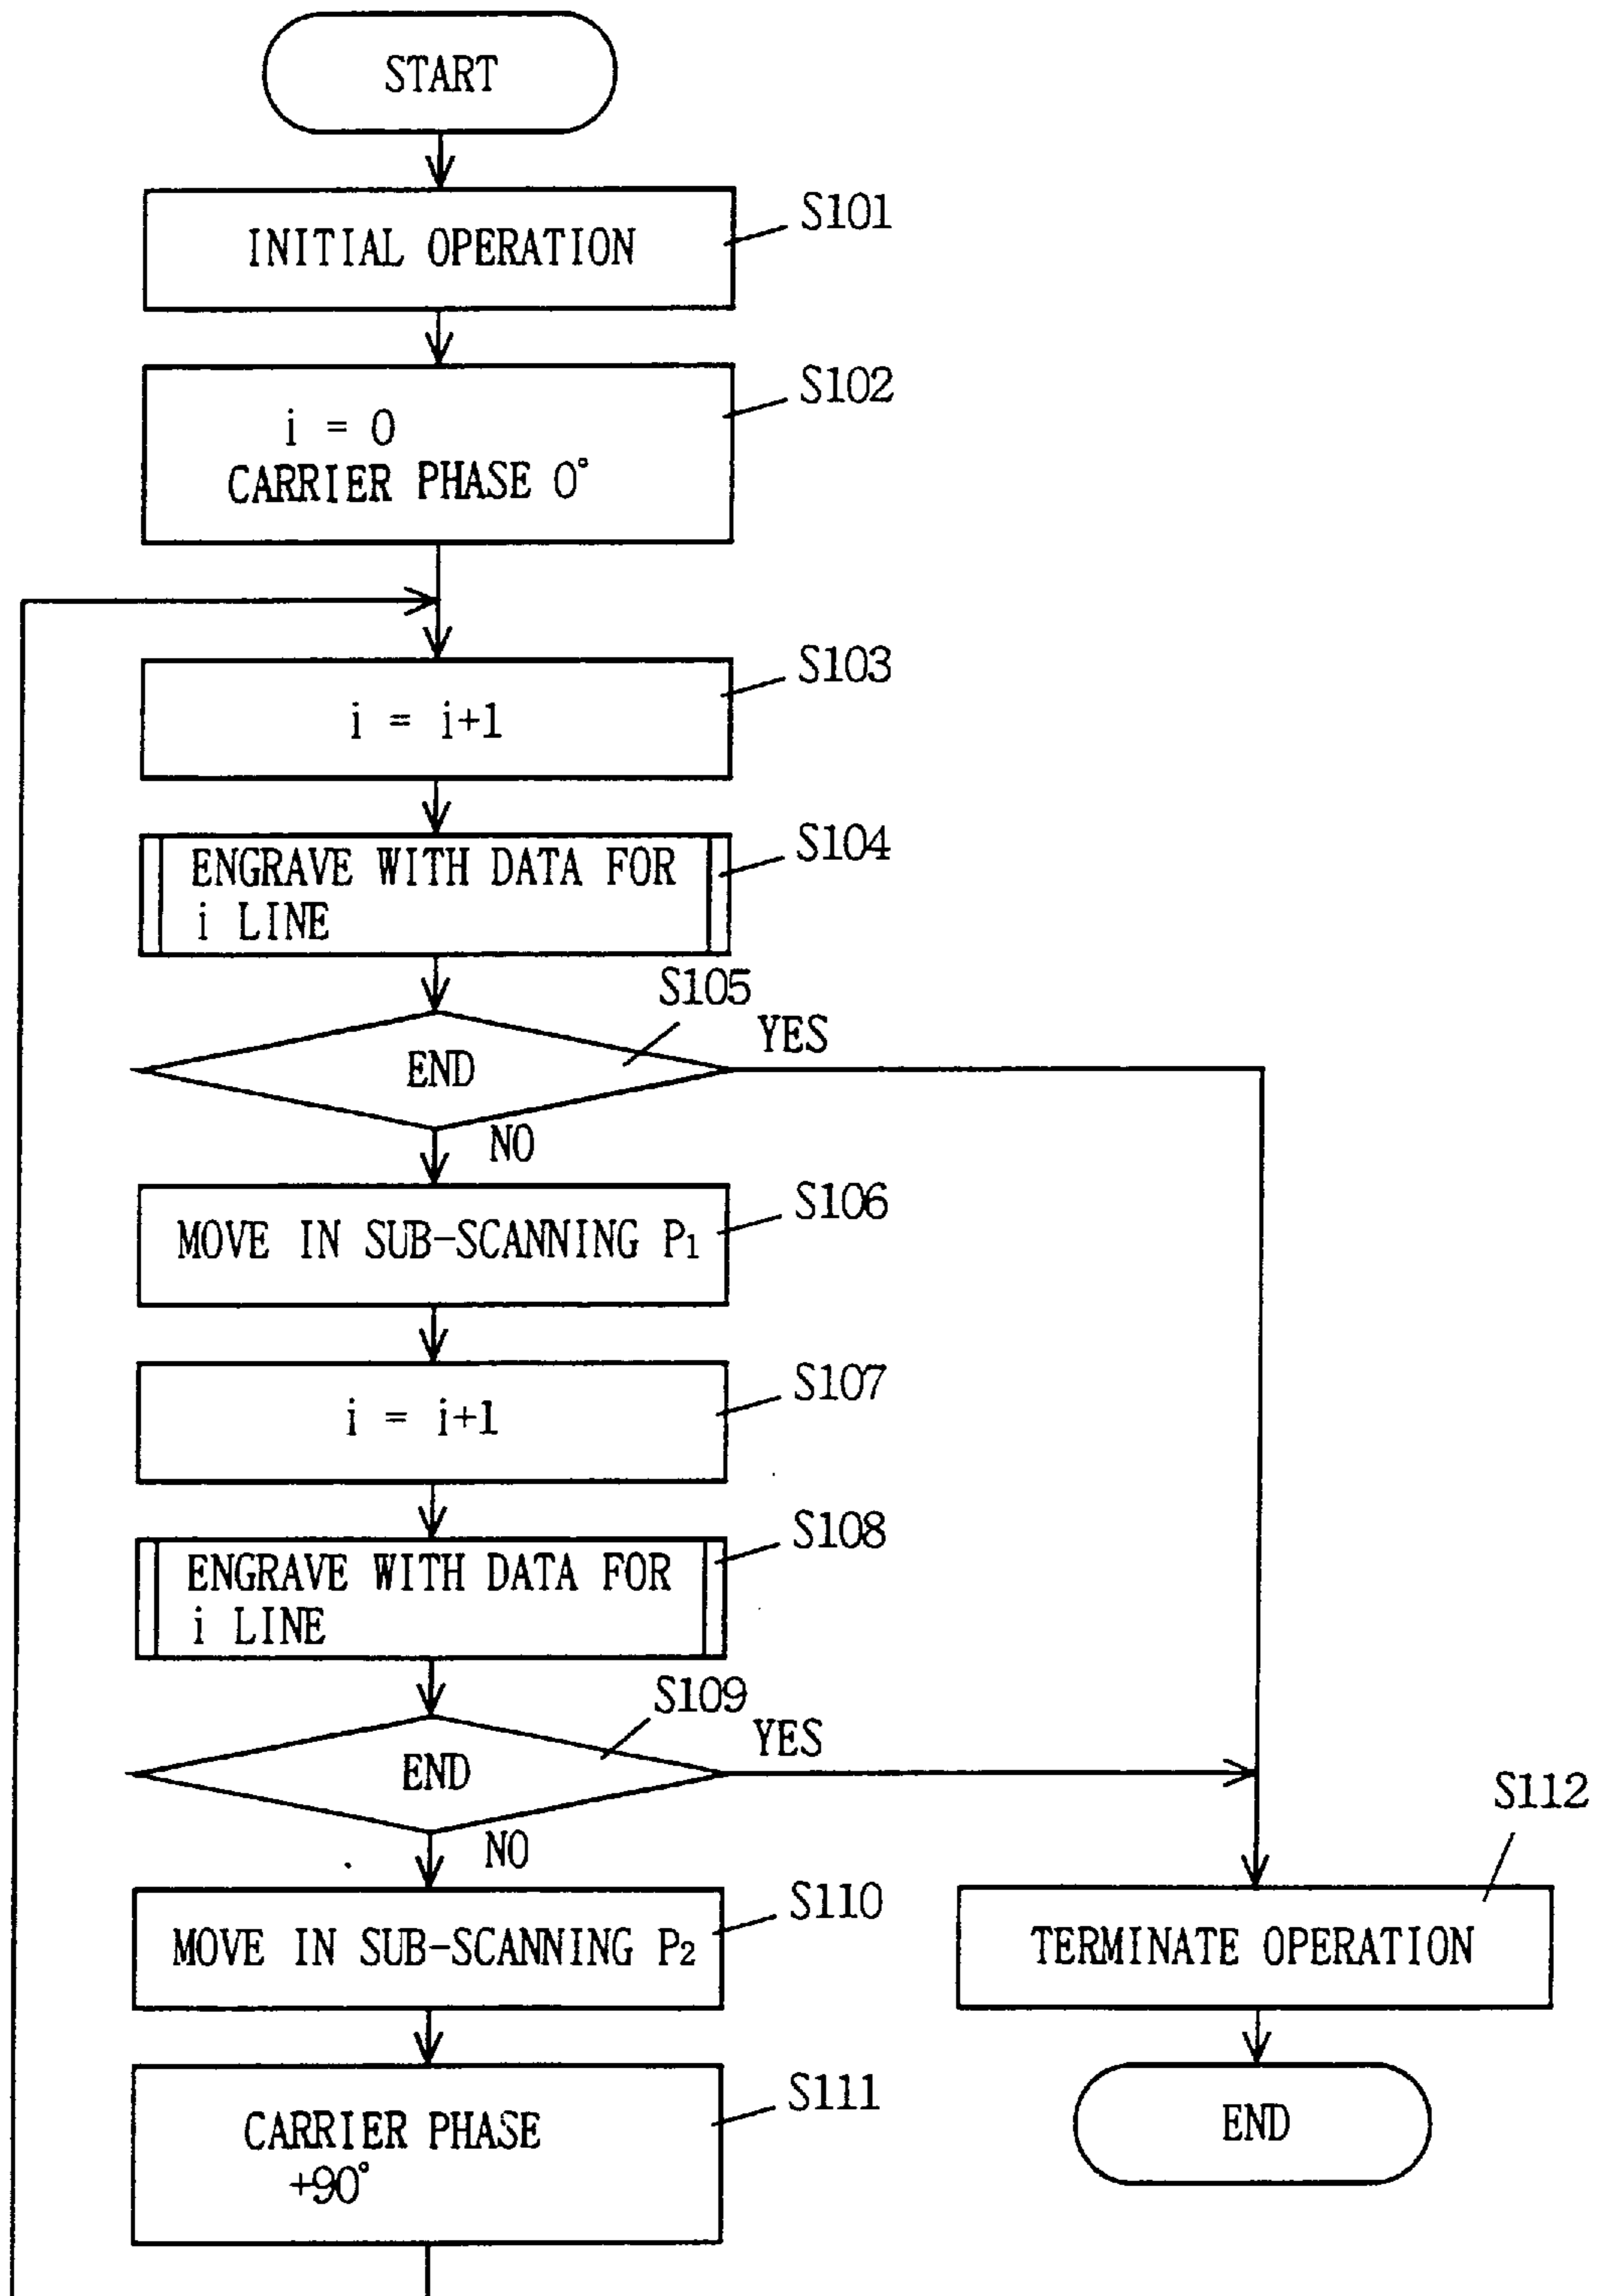 START
INITIAL OPERATION
S101
i = 0
CARRIER PHASE 0°
S102
i = i+1
S103
ENGRAVE WITH DATA FOR
i LINE
S104
END
S105
YES
NO
MOVE IN SUB-SCANNING P₁
S106
i = i+1
S107
ENGRAVE WITH DATA FOR
i LINE
S108
END
S109
YES
NO
MOVE IN SUB-SCANNING P₂
S110
CARRIER PHASE
+90°
S111
TERMINATE OPERATION
S112
END